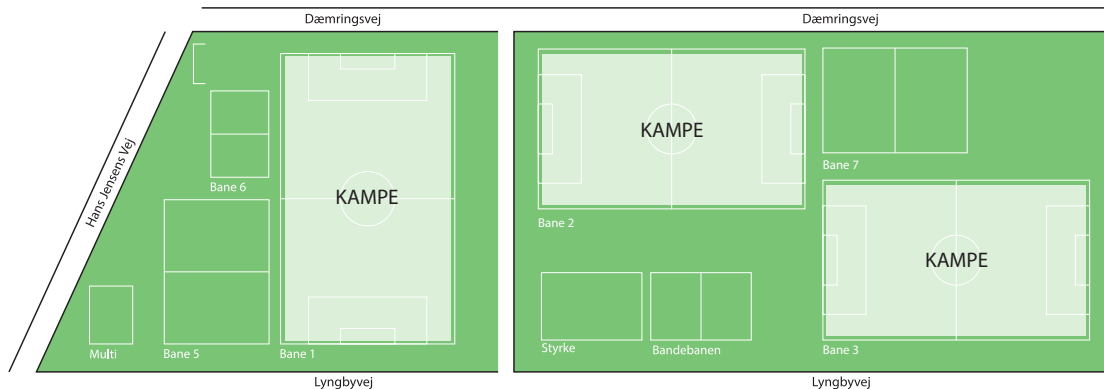 Dæmringsvej
Dæmringsvej
Hans Jensens Vej
KAMPE
Bane 7
Bane 6
KAMPE
Bane 2
KAMPE
Multi
Bane 5
Bane 1
Styrke
Bandebanen
Bane 3
Lyngbyvej
Lyngbyvej